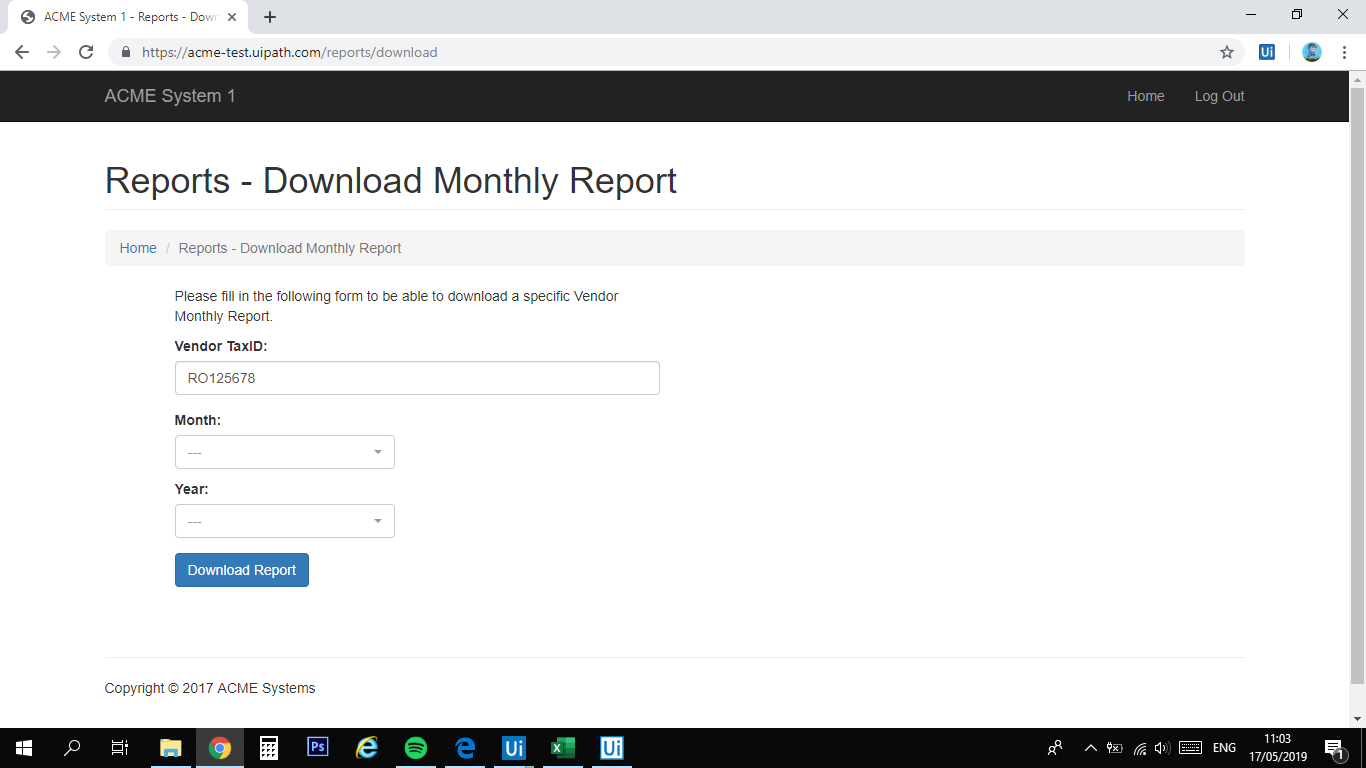 ACME System 1 - Reports - Down
https://acme-test.uipath.com/reports/download
Ui
ACME System 1
Home
Log Out
Reports - Download Monthly Report
Home / Reports - Download Monthly Report
Please fill in the following form to be able to download a specific Vendor
Monthly Report.
Vendor TaxID:
RO125678
Month:
---
Year:
---
Download Report
Copyright © 2017 ACME Systems
Ps
Ui
Ui
ENG
11:03
17/05/2019
1